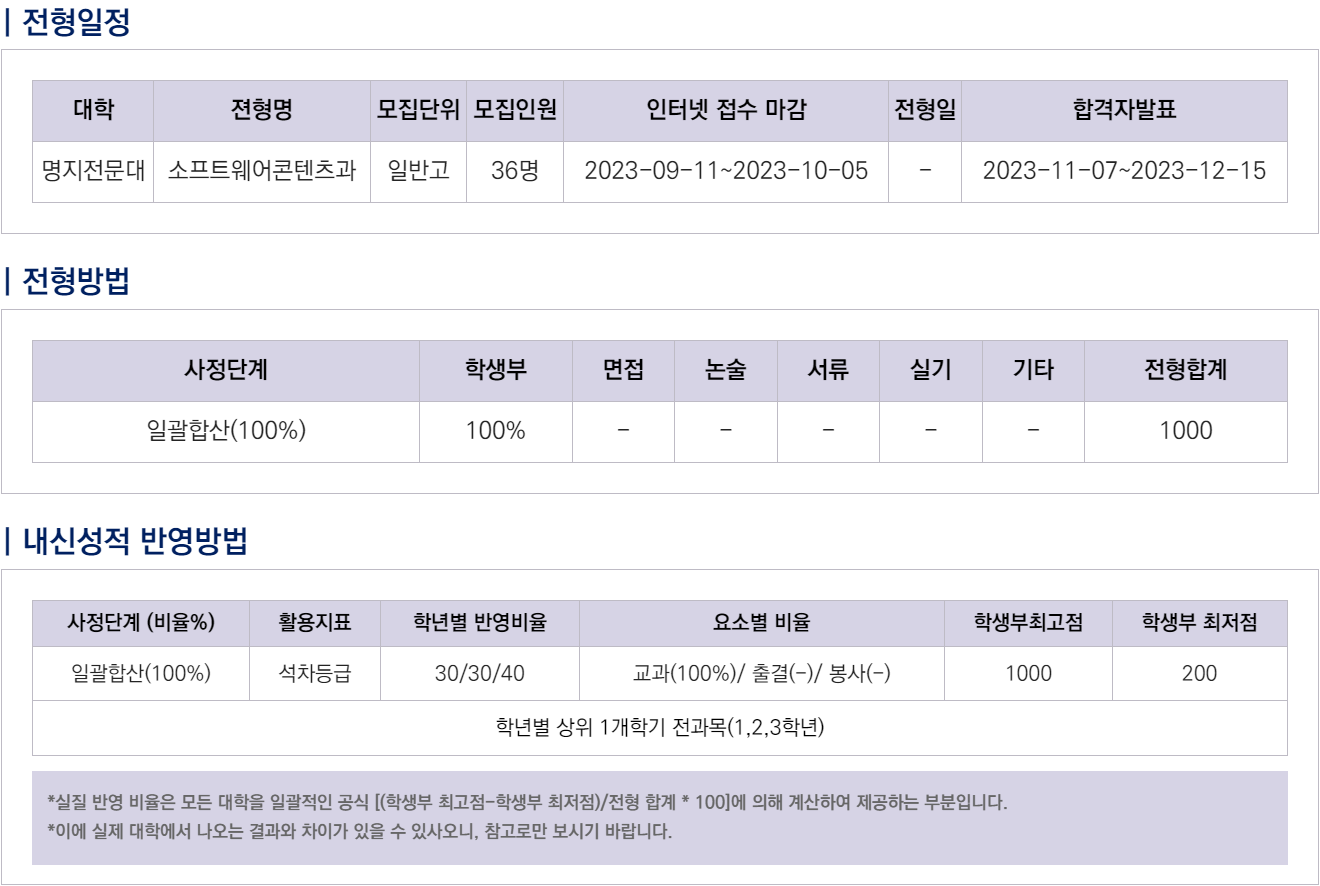 | 전형일정
대학 전형명 모집단위 모집인원 인터넷 접수 마감 전형일 합격자발표
명지전문대 소프트웨어콘텐츠과 일반고 36명 2023-09-11~2023-10-05 - 2023-11-07~2023-12-15
| 전형방법
사정단계 학생부 면접 논술 서류 실기 기타 전형합계
일괄합산(100%) 100% - - - - - 1000
| 내신성적 반영방법
사정단계 (비율%) 활용지표 학년별 반영비율 요소별 비율 학생부최고점 학생부 최저점
일괄합산(100%) 석차등급 30/30/40 교과(100%)/ 출결(-)/ 봉사(-) 1000 200
학년별 상위 1개학기 전과목(1,2,3학년)
*실질 반영 비율은 모든 대학을 일괄적인 공식 [(학생부 최고점-학생부 최저점)/전형 합계 * 100]에 의해 계산하여 제공하는 부분입니다.
*이에 실제 대학에서 나오는 결과와 차이가 있을 수 있사오니, 참고로만 보시기 바랍니다.